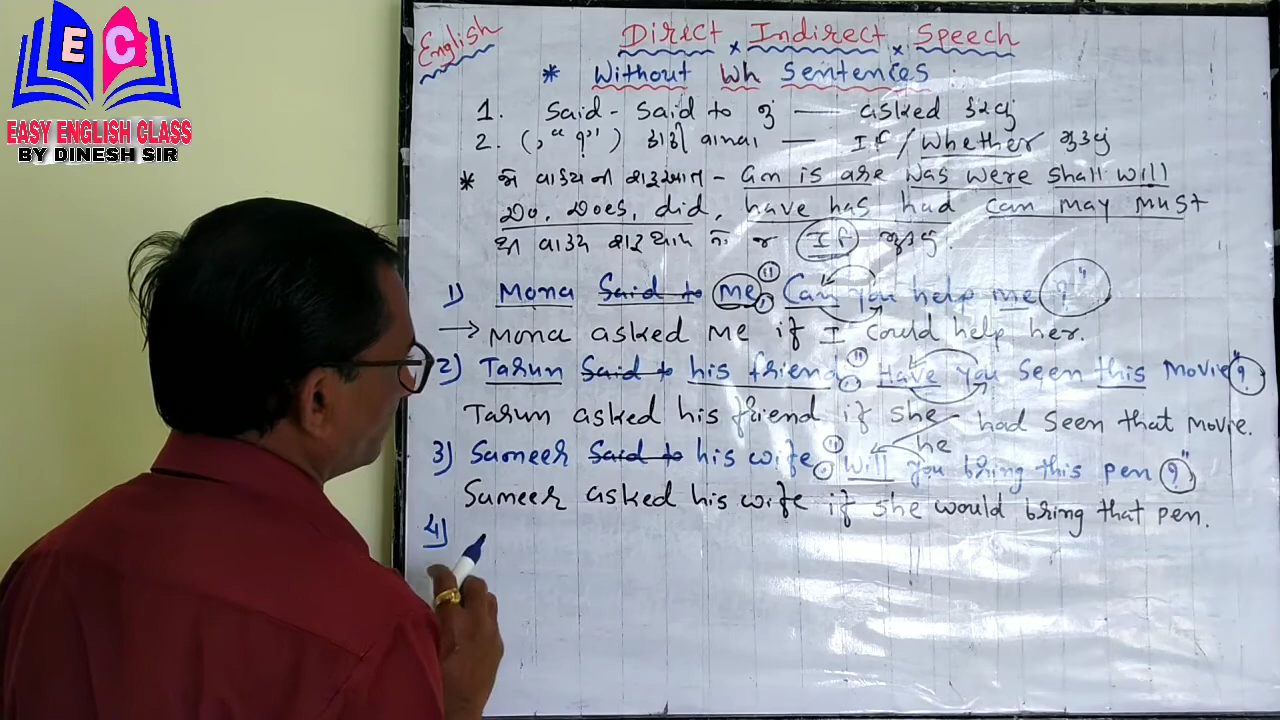 EC
EASY ENGLISH CLASS
BY DINESH SIR
English
Direct x Indirect x Speech
* Without Wh Sentences
1. Said - Said to નું — asked કરવું
2. (, " ?" ) કાઢી — If / Whether મૂકવું
* જો વાક્યની શરૂઆત - am is are was were shall will
Do, Does, did, have has had can may must
થી વાક્ય શરૂ થાય તો જ If મૂકવું.
1) Mona Said to me, " Can you help me ?"
→ Mona asked me if I could help her.
2) Tarun Said to his friend, " Have you seen this movie ?"
Tarun asked his friend if she had seen that movie.
he
3) Sameer Said to his wife, " Will you bring this pen ?"
Sameer asked his wife if she would bring that pen.
4)